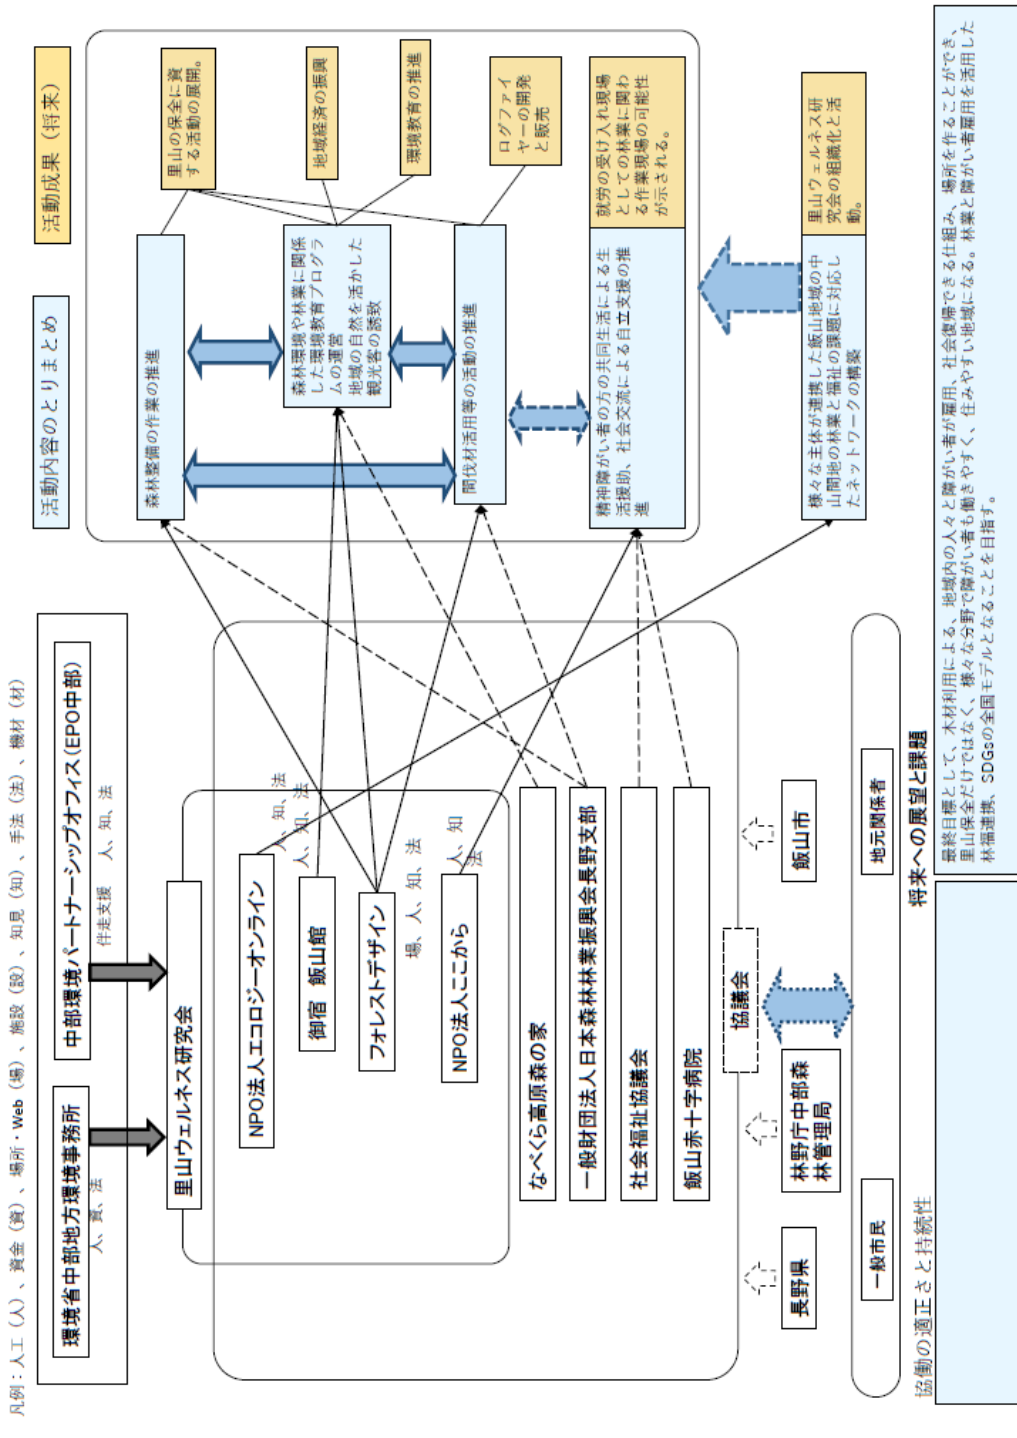 凡例：人工（人）、資金（資）、場所・Web（場）、施設（設）、知見（知）、手法（法）、機材（材）
環境省中部地方環境事務所
人、資、法
中部環境パートナーシップオフィス(EPO中部)
伴走支援　人、知、法
里山ウェルネス研究会
NPO法人エコロジーオンライン
人、知、法
御宿 飯山館
人、知、法
フォレストデザイン
場、人、知、法
NPO法人ここから
人、知
法
なべくら高原森の家
一般財団法人日本森林林業振興会長野支部
社会福祉協議会
飯山赤十字病院
協議会
長野県
林野庁中部森
林管理局
飯山市
一般市民
地元関係者
活動内容のとりまとめ
活動成果（将来）
森林整備の作業の推進
里山の保全に資
する活動の展開。
森林環境や林業に関係
した環境教育プログラ
ムの運営
地域の自然を活かした
観光客の誘致
地域経済の振興
環境教育の推進
間伐材活用等の活動の推進
ログファイ
ヤーの開発
と販売
精神障がい者の方の共同生活による生
活援助、社会交流による自立支援の推
進
就労の受け入れ現場
としての林業に関わ
る作業現場の可能性
が示される。
様々な主体が連携した飯山地域の中
山間地の林業と福祉の課題に対応し
たネットワークの構築
里山ウェルネス研
究会の組織化と活
動。
協働の適正さと持続性
将来への展望と課題
最終目標として、木材利用による、地域内の人々と障がい者が雇用、社会復帰できる仕組み、場所を作ることができ、
里山保全だけではなく、様々な分野で障がい者も働きやすく、住みやすい地域になる。林業と障がい者雇用を活用した
林福連携、SDGsの全国モデルとなることを目指す。